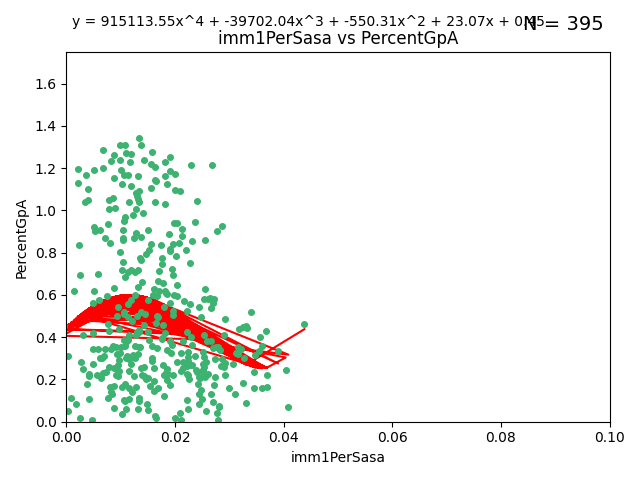 y = 915113.55x^4 + -39702.04x^3 + -550.31x^2 + 23.07x + 
N = 395
imm1PerSasa vs PercentGpA
PercentGpA
1.6
1.4
1.2
1.0
0.8
0.6
0.4
0.2
0.0
0.00 0.02 0.04 0.06 0.08 0.10
imm1PerSasa